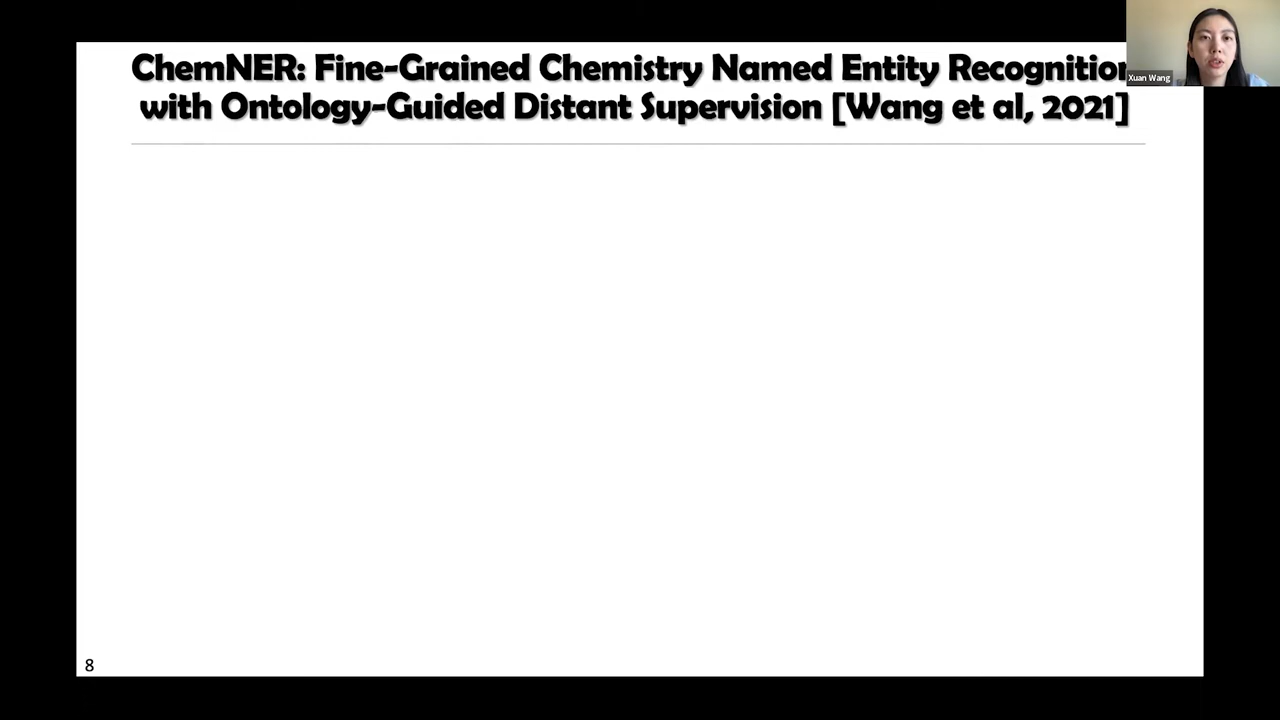 ChemNER: Fine-Grained Chemistry Named Entity Recognition
with Ontology-Guided Distant Supervision [Wang et al, 2021]
Xuan Wang
8